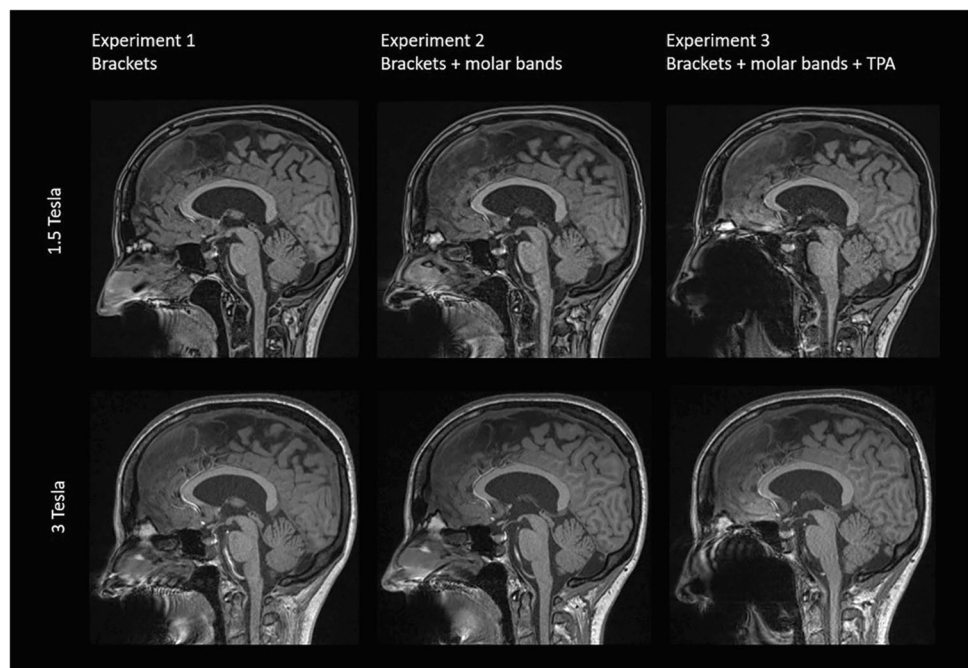 Experiment 1
Brackets
Experiment 2
Brackets + molar bands
Experiment 3
Brackets + molar bands + TPA
1.5 Tesla
3 Tesla